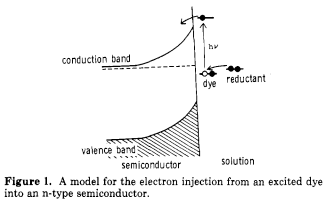 hν
conduction band
dye
reductant
valence band
semiconductor
solution
Figure 1. A model for the electron injection from an excited dye
into an n-type semiconductor.